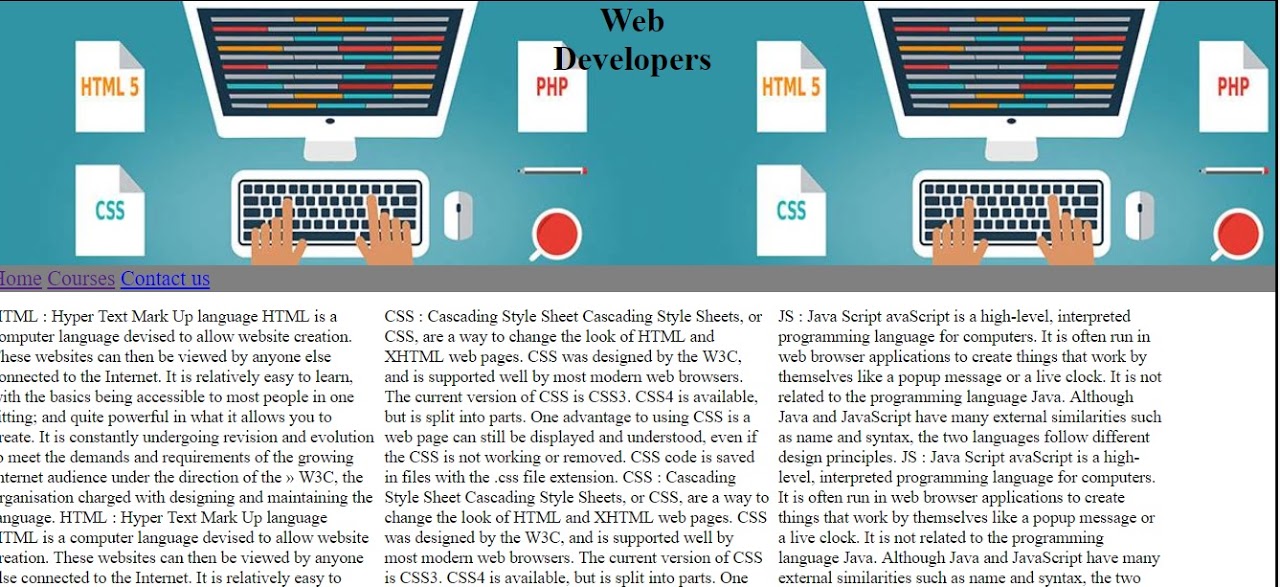 Web
Developers
HTML 5
PHP
CSS
HTML 5
PHP
CSS
Home Courses Contact us
HTML : Hyper Text Mark Up language HTML is a
omputer language devised to allow website creation.
These websites can then be viewed by anyone else
onnected to the Internet. It is relatively easy to learn,
with the basics being accessible to most people in one
itting; and quite powerful in what it allows you to
reate. It is constantly undergoing revision and evolution
o meet the demands and requirements of the growing
nternet audience under the direction of the » W3C, the
rganisation charged with designing and maintaining the
anguage. HTML : Hyper Text Mark Up language
HTML is a computer language devised to allow website
reation. These websites can then be viewed by anyone
lse connected to the Internet. It is relatively easy to
CSS : Cascading Style Sheet Cascading Style Sheets, or
CSS, are a way to change the look of HTML and
XHTML web pages. CSS was designed by the W3C,
and is supported well by most modern web browsers.
The current version of CSS is CSS3. CSS4 is available,
but is split into parts. One advantage to using CSS is a
web page can still be displayed and understood, even if
the CSS is not working or removed. CSS code is saved
in files with the .css file extension. CSS : Cascading
Style Sheet Cascading Style Sheets, or CSS, are a way to
change the look of HTML and XHTML web pages. CSS
was designed by the W3C, and is supported well by
most modern web browsers. The current version of CSS
is CSS3. CSS4 is available, but is split into parts. One
JS : Java Script avaScript is a high-level, interpreted
programming language for computers. It is often run in
web browser applications to create things that work by
themselves like a popup message or a live clock. It is not
related to the programming language Java. Although
Java and JavaScript have many external similarities such
as name and syntax, the two languages follow different
design principles. JS : Java Script avaScript is a high-
level, interpreted programming language for computers.
It is often run in web browser applications to create
things that work by themselves like a popup message or
a live clock. It is not related to the programming
language Java. Although Java and JavaScript have many
external similarities such as name and syntax, the two